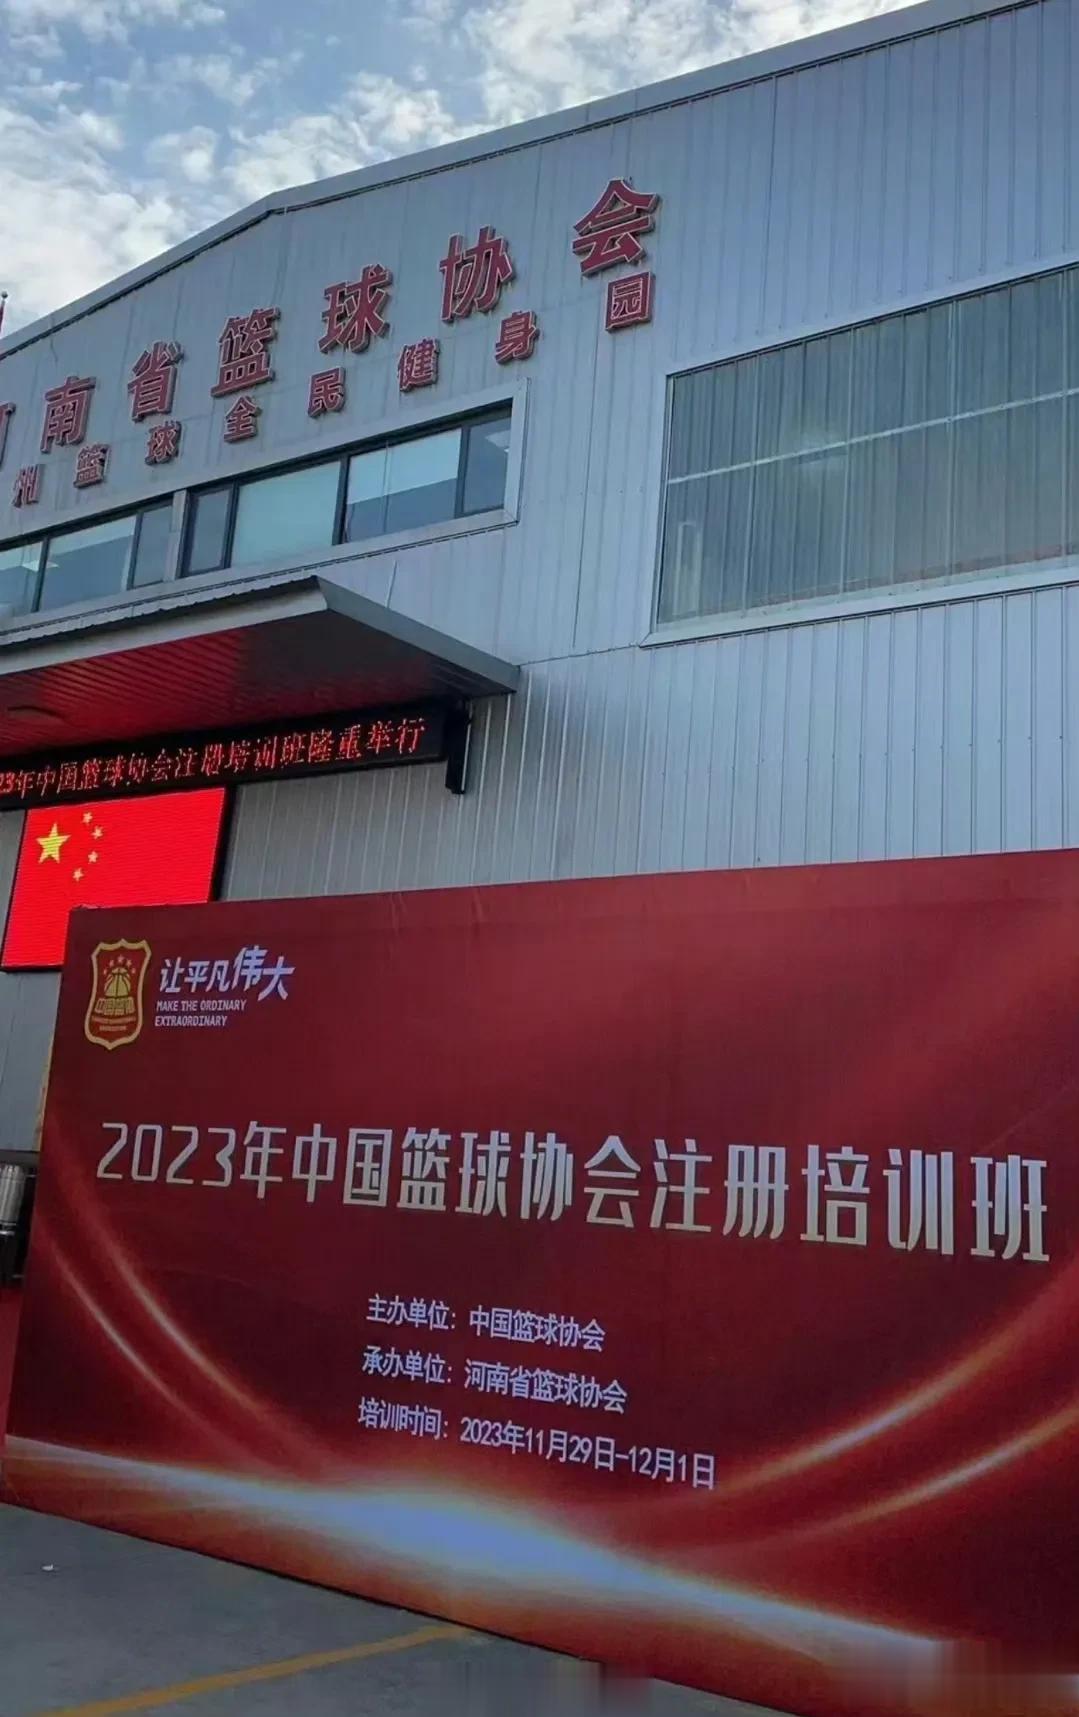 南省篮球协会
州篮球全民健身园
23年中国篮球协会注册培训班隆重举行
让平凡伟大
MAKE THE ORDINARY
EXTRAORDINARY
中国篮协
2023年中国篮球协会注册培训班
主办单位：中国篮球协会
承办单位：河南省篮球协会
培训时间：2023年11月29日-12月1日